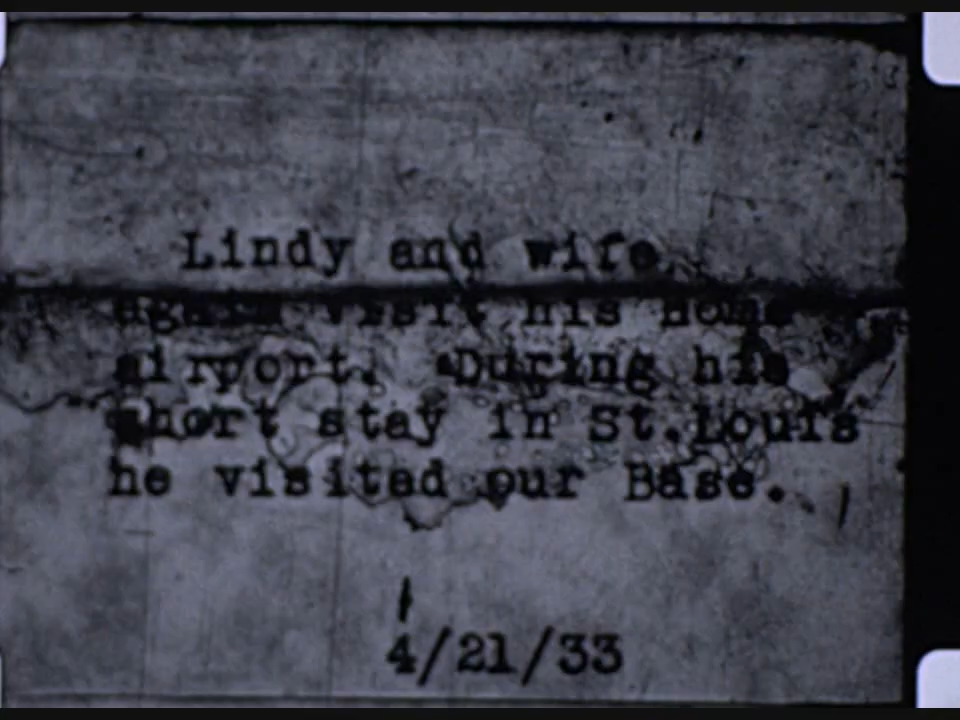 Lindy and wife
again visit his home
airport. During his
short stay in St.Louis
he visited our Base.
4/21/33